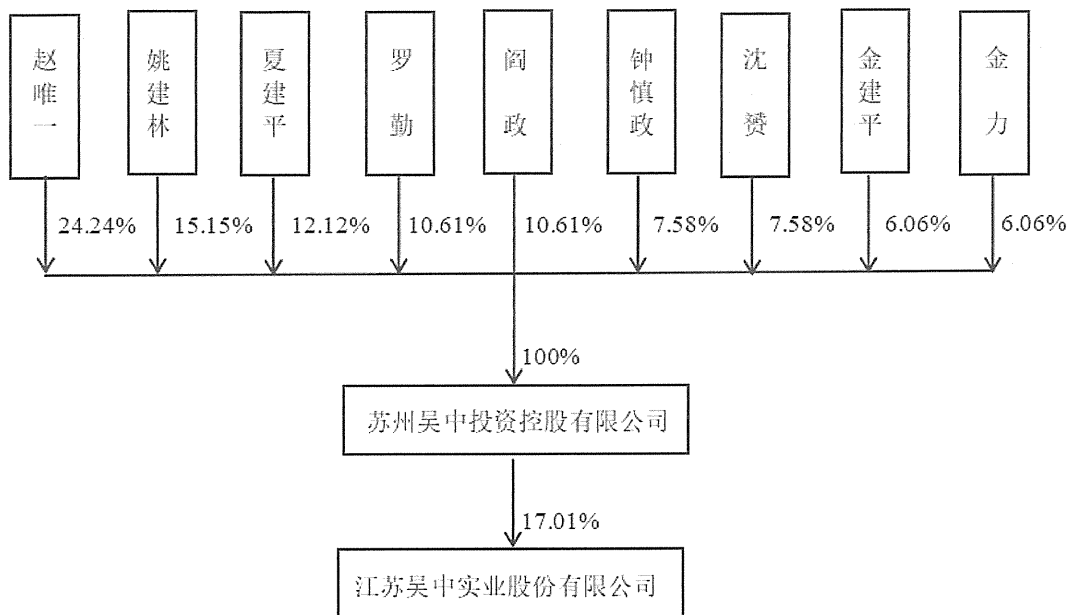 赵唯一
姚建林
夏建平
罗勤
阎政
钟慎政
沈赟
金建平
金力
24.24%
15.15%
12.12%
10.61%
10.61%
7.58%
7.58%
6.06%
6.06%
100%
苏州吴中投资控股有限公司
17.01%
江苏吴中实业股份有限公司